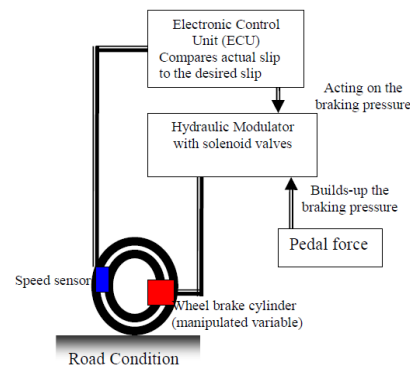 Electronic Control
Unit (ECU)
Compares actual slip
to the desired slip
Acting on the
braking pressure
Hydraulic Modulator
with solenoid valves
Builds-up the
braking pressure
Pedal force
Speed sensor
Wheel brake cylinder
(manipulated variable)
Road Condition